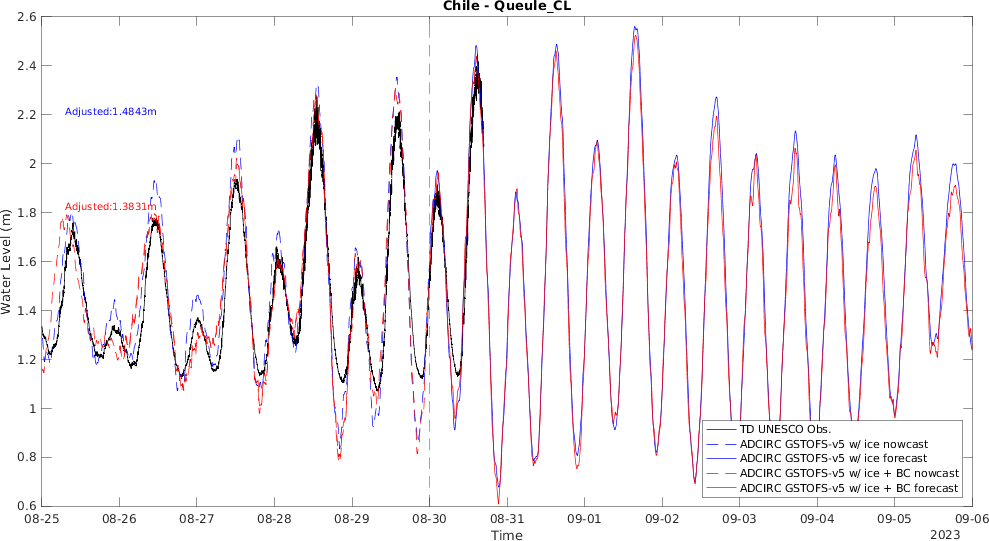 Chile - Queule_CL
2.6
2.4
2.2
2
1.8
1.6
1.4
1.2
1
0.8
0.6
Water Level (m)
Adjusted:1.4843m
Adjusted:1.3831m
TD UNESCO Obs.
ADCIRC GSTOFS-v5 w/ ice nowcast
ADCIRC GSTOFS-v5 w/ ice forecast
ADCIRC GSTOFS-v5 w/ ice + BC nowcast
ADCIRC GSTOFS-v5 w/ ice + BC forecast
08-25 08-26 08-27 08-28 08-29 08-30 08-31 09-01 09-02 09-03 09-04 09-05 09-06
Time
2023